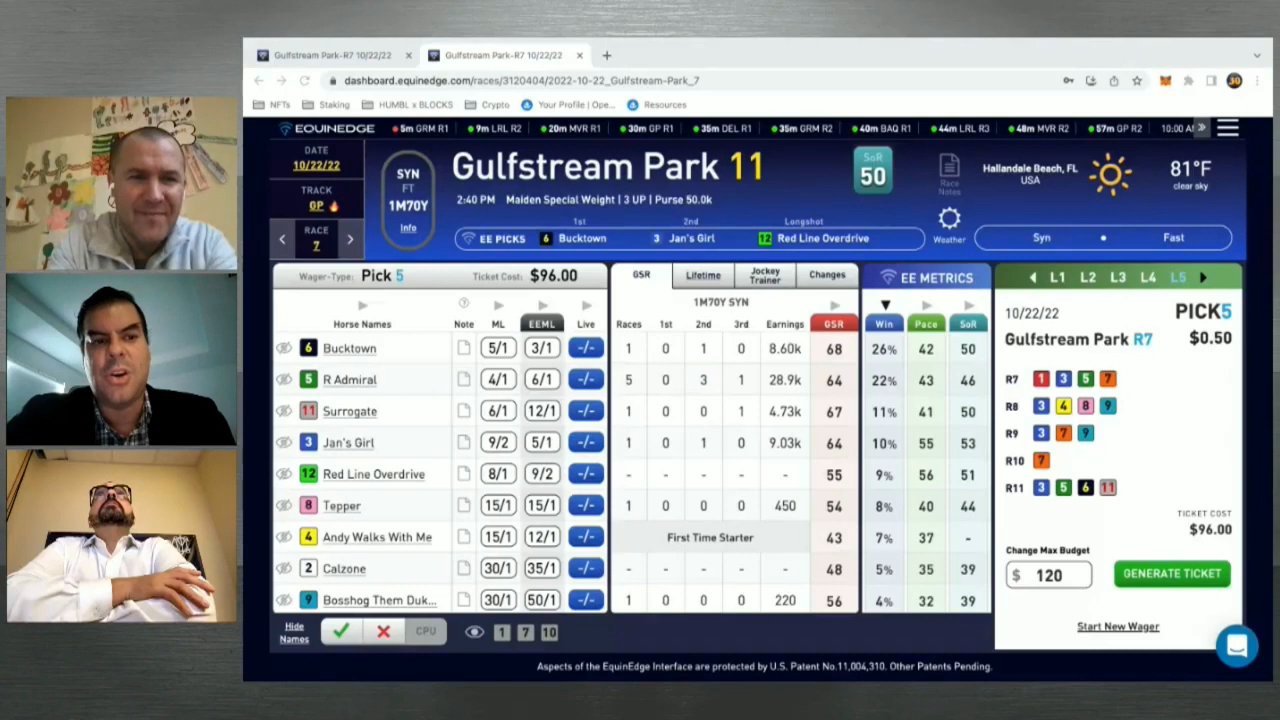 Gulfstream Park-R7 10/22/22
Gulfstream Park-R7 10/22/22
dashboard.equinedge.com/races/3120404/2022-10-22_Gulfstream-Park_7
NFTs Staking HUMBL x BLOCKS Crypto Your Profile | Ope... Resources
EQUINEDGE 5m GRM R1 9m LRL R2 20m MVR R1 30m GP R1 35m DEL R1 35m GRM R2 40m BAQ R1 44m LRL R3 48m MVR R2 57m GP R2 10:00 A
DATE
10/22/22
TRACK
GP
RACE
7
SYN
FT
1M70Y
Info
Gulfstream Park 11
2:40 PM Maiden Special Weight | 3 UP | Purse 50.0k
SoR
50
Race
Notes
Hallandale Beach, FL
USA
81°F
clear sky
1st 2nd Longshot
EE PICKS 6 Bucktown 3 Jan's Girl 12 Red Line Overdrive
Weather
Syn Fast
Wager-Type: Pick 5 Ticket Cost: $96.00
GSR Lifetime Jockey Trainer Changes
EE METRICS
L1 L2 L3 L4 L5
1M70Y SYN
Horse Names Note ML EEML Live Races 1st 2nd 3rd Earnings GSR Win Pace SoR
6 Bucktown 5/1 3/1 -/- 1 0 1 0 8.60k 68 26% 42 50
5 R Admiral 4/1 6/1 -/- 5 0 3 1 28.9k 64 22% 43 46
11 Surrogate 6/1 12/1 -/- 1 0 0 1 4.73k 67 11% 41 50
3 Jan's Girl 9/2 5/1 -/- 1 0 1 0 9.03k 64 10% 55 53
12 Red Line Overdrive 8/1 9/2 -/- - - - - - 55 9% 56 51
8 Tepper 15/1 15/1 -/- 1 0 0 0 450 54 8% 40 44
4 Andy Walks With Me 15/1 12/1 -/- First Time Starter 43 7% 37 -
2 Calzone 30/1 35/1 -/- - - - - - 48 5% 35 39
9 Bosshog Them Duk... 30/1 50/1 -/- 1 0 0 0 220 56 4% 32 39
10/22/22 PICK5
Gulfstream Park R7 $0.50
R7 1 3 5 7
R8 3 4 8 9
R9 3 7 9
R10 7
R11 3 5 6 11
TICKET COST
$96.00
Change Max Budget
$ 120
GENERATE TICKET
Start New Wager
Hide
Names
CPU
1 7 10
Aspects of the EquinEdge Interface are protected by U.S. Patent No.11,004,310. Other Patents Pending.